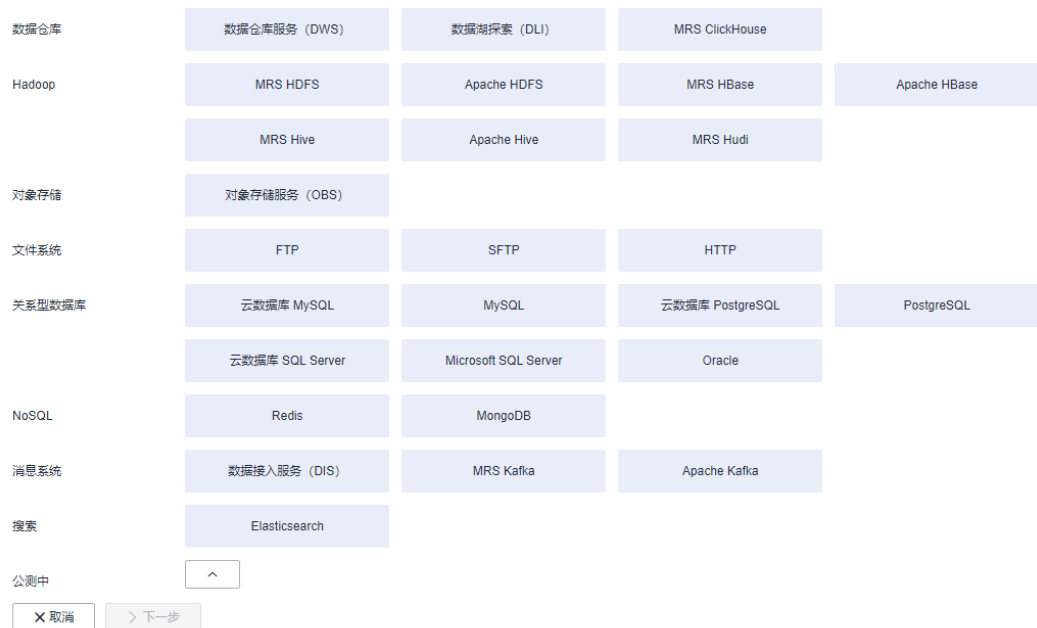 数据仓库 数据仓库服务（DWS） 数据湖探索（DLI） MRS ClickHouse
Hadoop MRS HDFS Apache HDFS MRS HBase Apache HBase
MRS Hive Apache Hive MRS Hudi
对象存储 对象存储服务（OBS）
文件系统 FTP SFTP HTTP
关系型数据库 云数据库 MySQL MySQL 云数据库 PostgreSQL PostgreSQL
云数据库 SQL Server Microsoft SQL Server Oracle
NoSQL Redis MongoDB
消息系统 数据接入服务（DIS） MRS Kafka Apache Kafka
搜索 Elasticsearch
公测中
取消 下一步